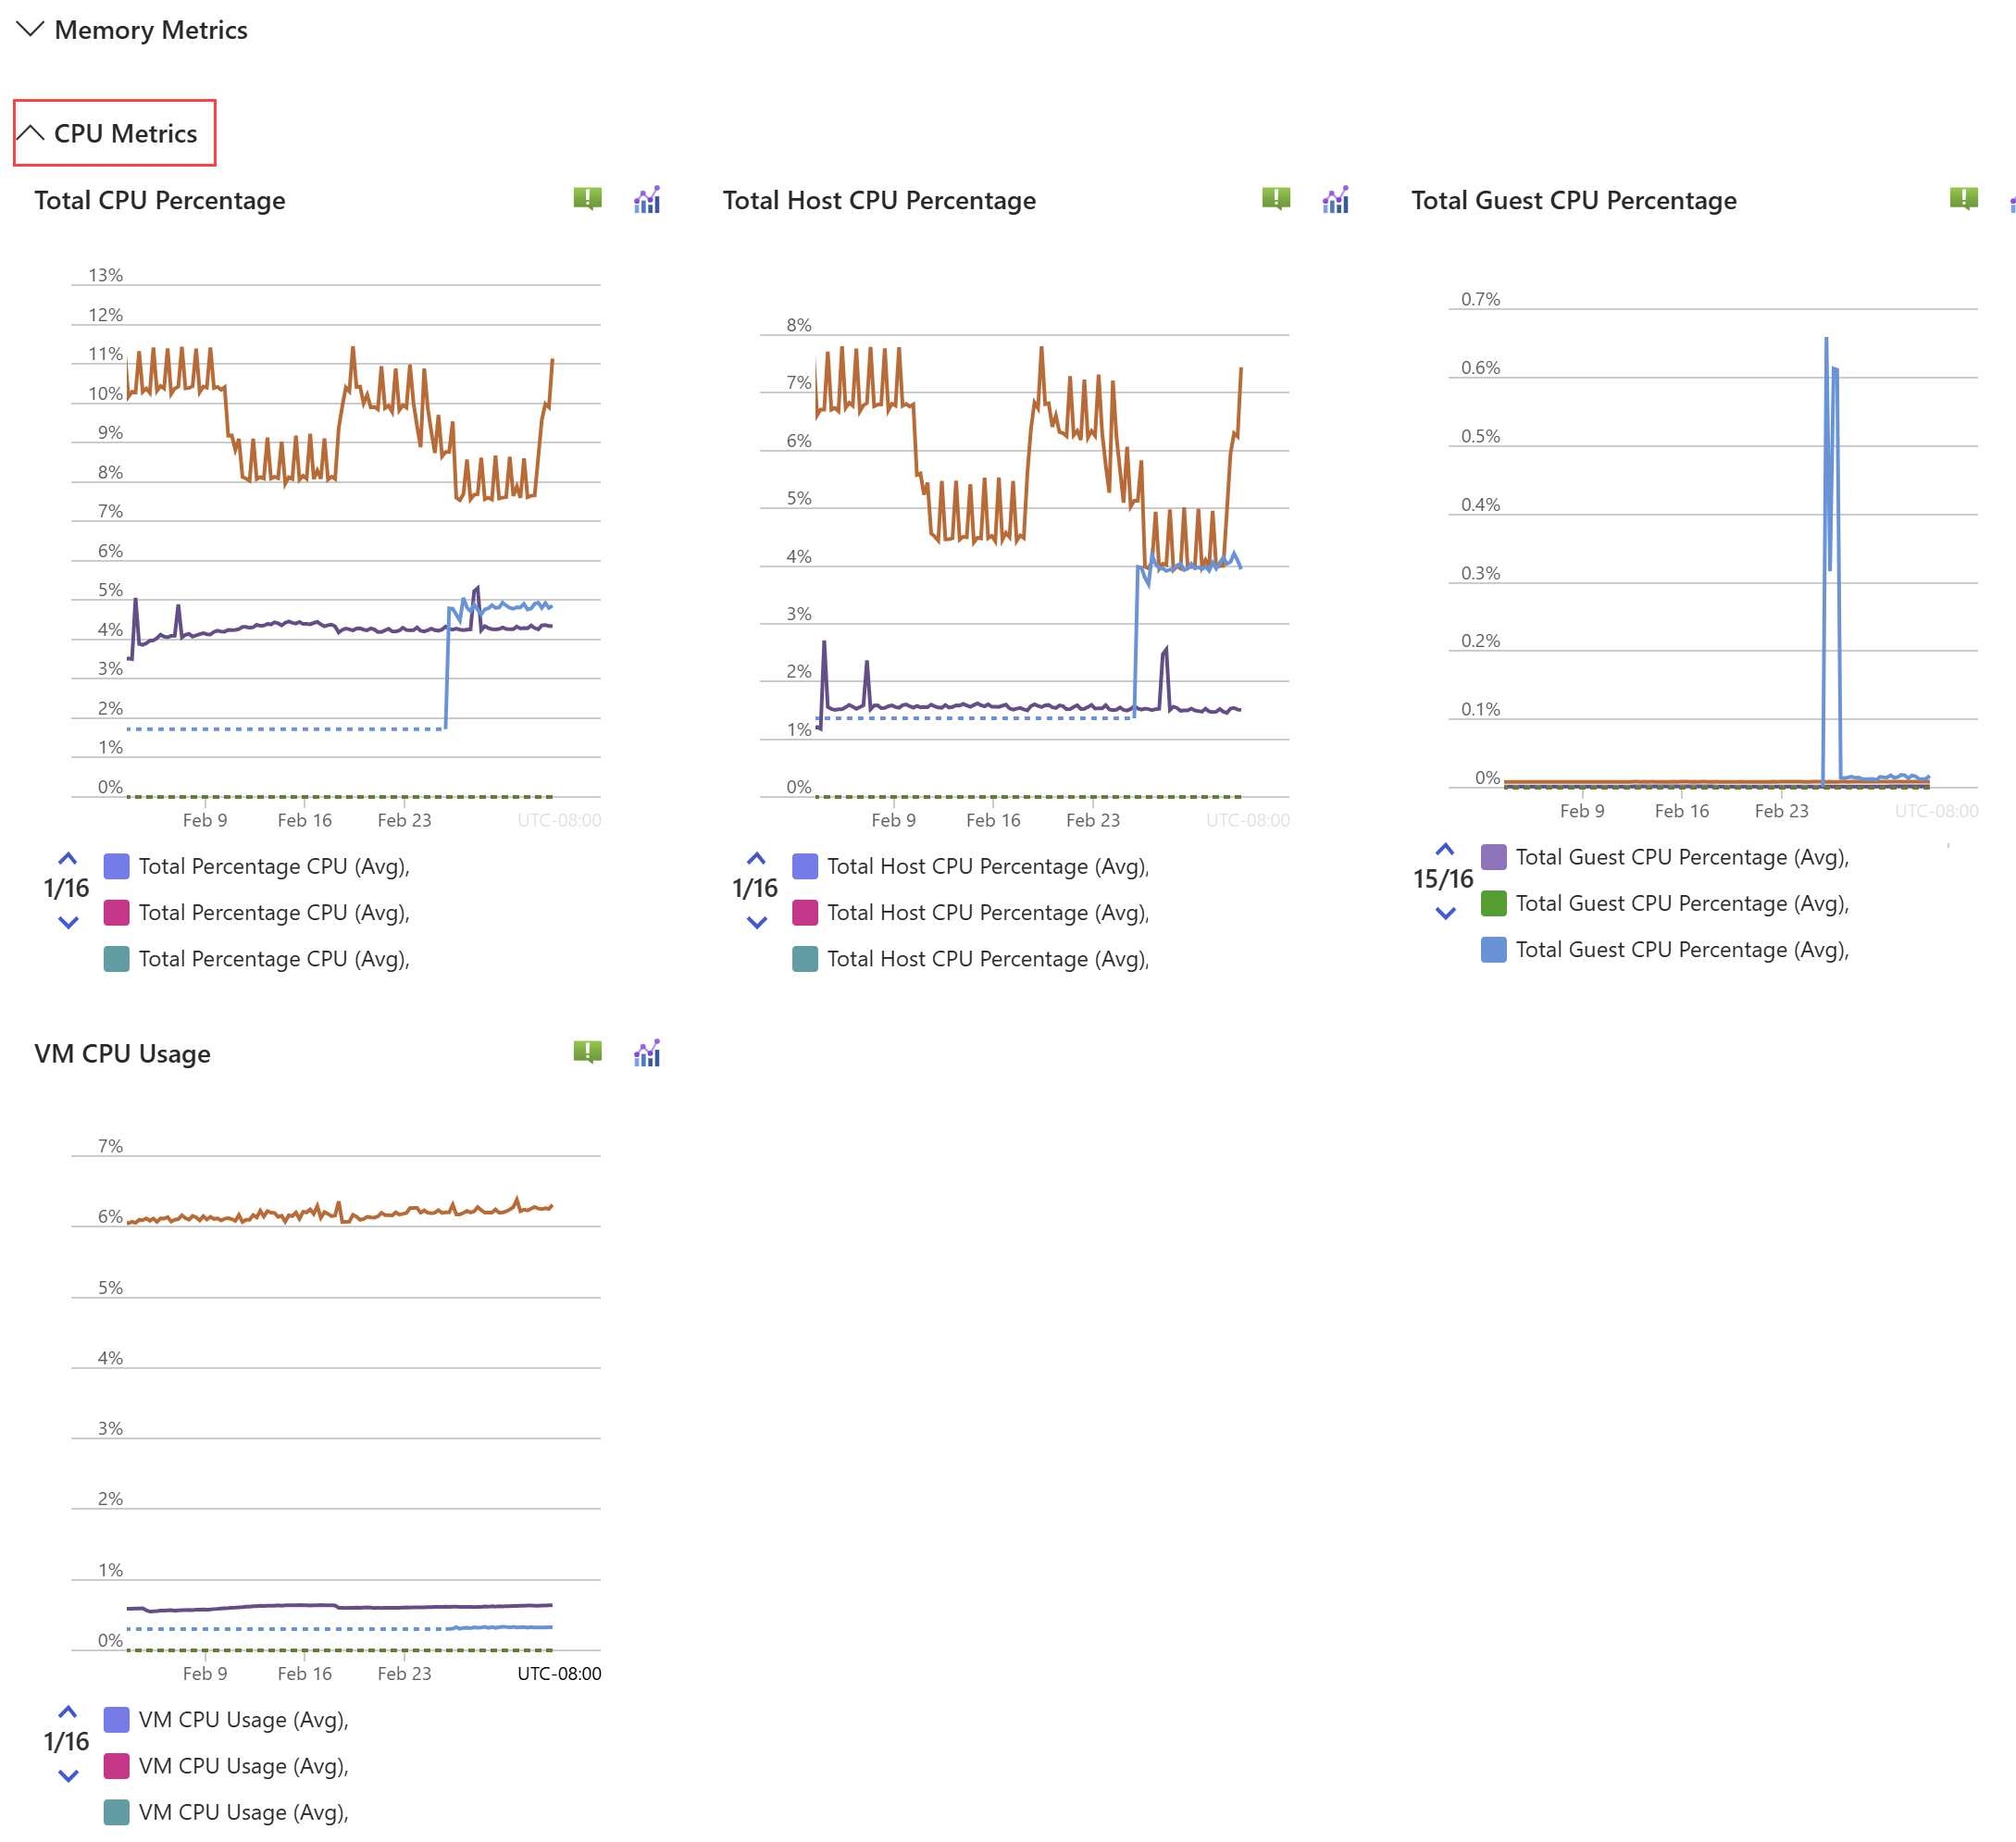 Memory Metrics
CPU Metrics
Total CPU Percentage
13%
12%
11%
10%
9%
8%
7%
6%
5%
4%
3%
2%
1%
0%
Feb 9 Feb 16 Feb 23 UTC-08:00
1/16
Total Percentage CPU (Avg),
Total Percentage CPU (Avg),
Total Percentage CPU (Avg),
Total Host CPU Percentage
8%
7%
6%
5%
4%
3%
2%
1%
0%
Feb 9 Feb 16 Feb 23 UTC-08:00
1/16
Total Host CPU Percentage (Avg),
Total Host CPU Percentage (Avg),
Total Host CPU Percentage (Avg),
Total Guest CPU Percentage
0.7%
0.6%
0.5%
0.4%
0.3%
0.2%
0.1%
0%
Feb 9 Feb 16 Feb 23 UTC-08:00
15/16
Total Guest CPU Percentage (Avg),
Total Guest CPU Percentage (Avg),
Total Guest CPU Percentage (Avg),
VM CPU Usage
7%
6%
5%
4%
3%
2%
1%
0%
Feb 9 Feb 16 Feb 23 UTC-08:00
1/16
VM CPU Usage (Avg),
VM CPU Usage (Avg),
VM CPU Usage (Avg),